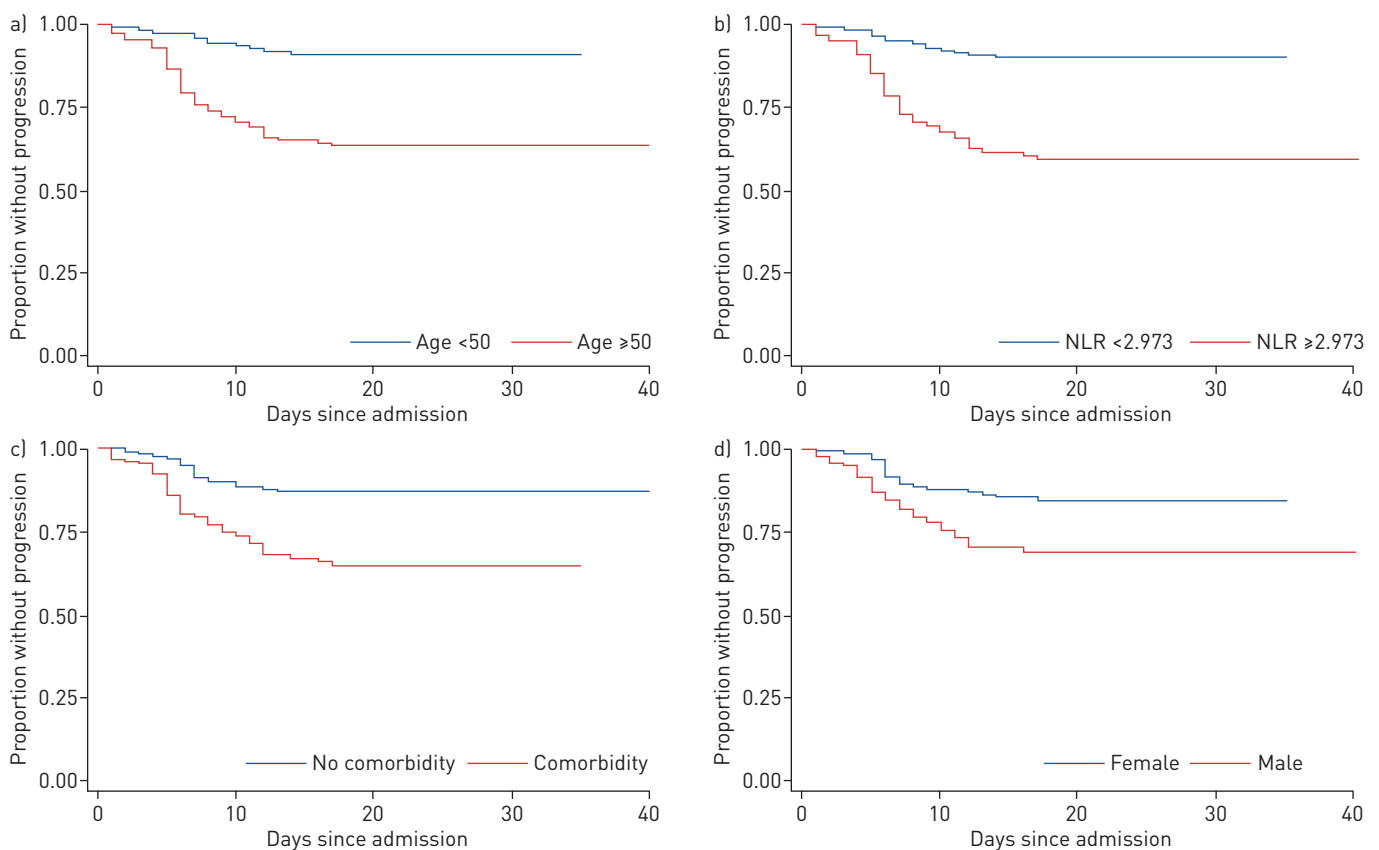 a)
Proportion without progression
1.00
0.75
0.50
0.25
0.00
Age <50 Age ⩾50
0 10 20 30 40
Days since admission
b)
Proportion without progression
1.00
0.75
0.50
0.25
0.00
NLR <2.973 NLR ⩾2.973
0 10 20 30 40
Days since admission
c)
Proportion without progression
1.00
0.75
0.50
0.25
0.00
No comorbidity Comorbidity
0 10 20 30 40
Days since admission
d)
Proportion without progression
1.00
0.75
0.50
0.25
0.00
Female Male
0 10 20 30 40
Days since admission